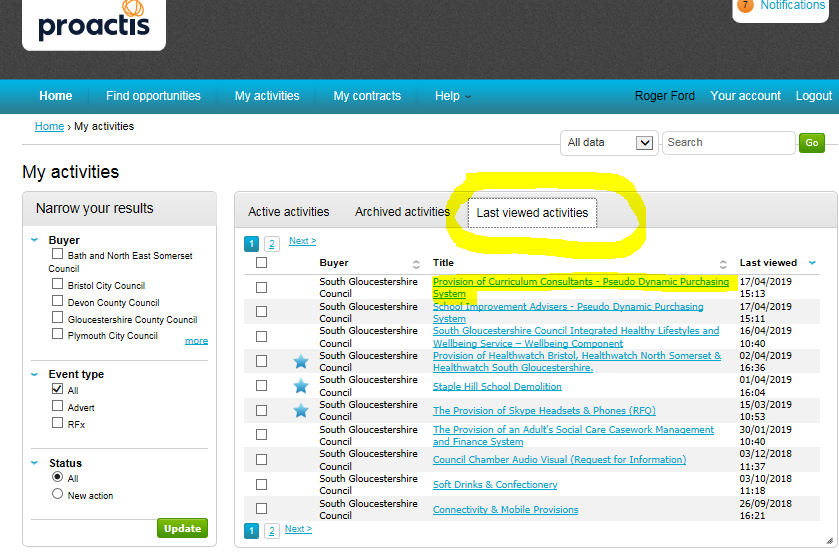 proactis
7 Notifications
Home Find opportunities My activities My contracts Help Roger Ford Your account Logout
Home › My activities
All data Search Go
My activities
Narrow your results
Buyer
Bath and North East Somerset
Council
Bristol City Council
Devon County Council
Gloucestershire County Council
Plymouth City Council
more
Event type
All
Advert
RFx
Status
All
New action
Update
Active activities Archived activities Last viewed activities
1 2 Next >
Buyer Title Last viewed
South Gloucestershire Provision of Curriculum Consultants - Pseudo Dynamic Purchasing 17/04/2019
Council System 15:13
South Gloucestershire School Improvement Advisers - Pseudo Dynamic Purchasing 17/04/2019
Council System 15:11
South Gloucestershire South Gloucestershire Council Integrated Healthy Lifestyles and 16/04/2019
Council Wellbeing Service – Wellbeing Component 10:40
South Gloucestershire Provision of Healthwatch Bristol, Healthwatch North Somerset & 02/04/2019
Council Healthwatch South Gloucestershire. 16:36
South Gloucestershire 01/04/2019
Council Staple Hill School Demolition 16:04
South Gloucestershire 15/03/2019
Council The Provision of Skype Headsets & Phones (RFQ) 10:53
South Gloucestershire The Provision of an Adult's Social Care Casework Management 30/01/2019
Council and Finance System 10:40
South Gloucestershire 03/12/2018
Council Council Chamber Audio Visual (Request for Information) 11:37
South Gloucestershire 03/10/2018
Council Soft Drinks & Confectionery 11:18
South Gloucestershire 26/09/2018
Council Connectivity & Mobile Provisions 16:21
1 2 Next >